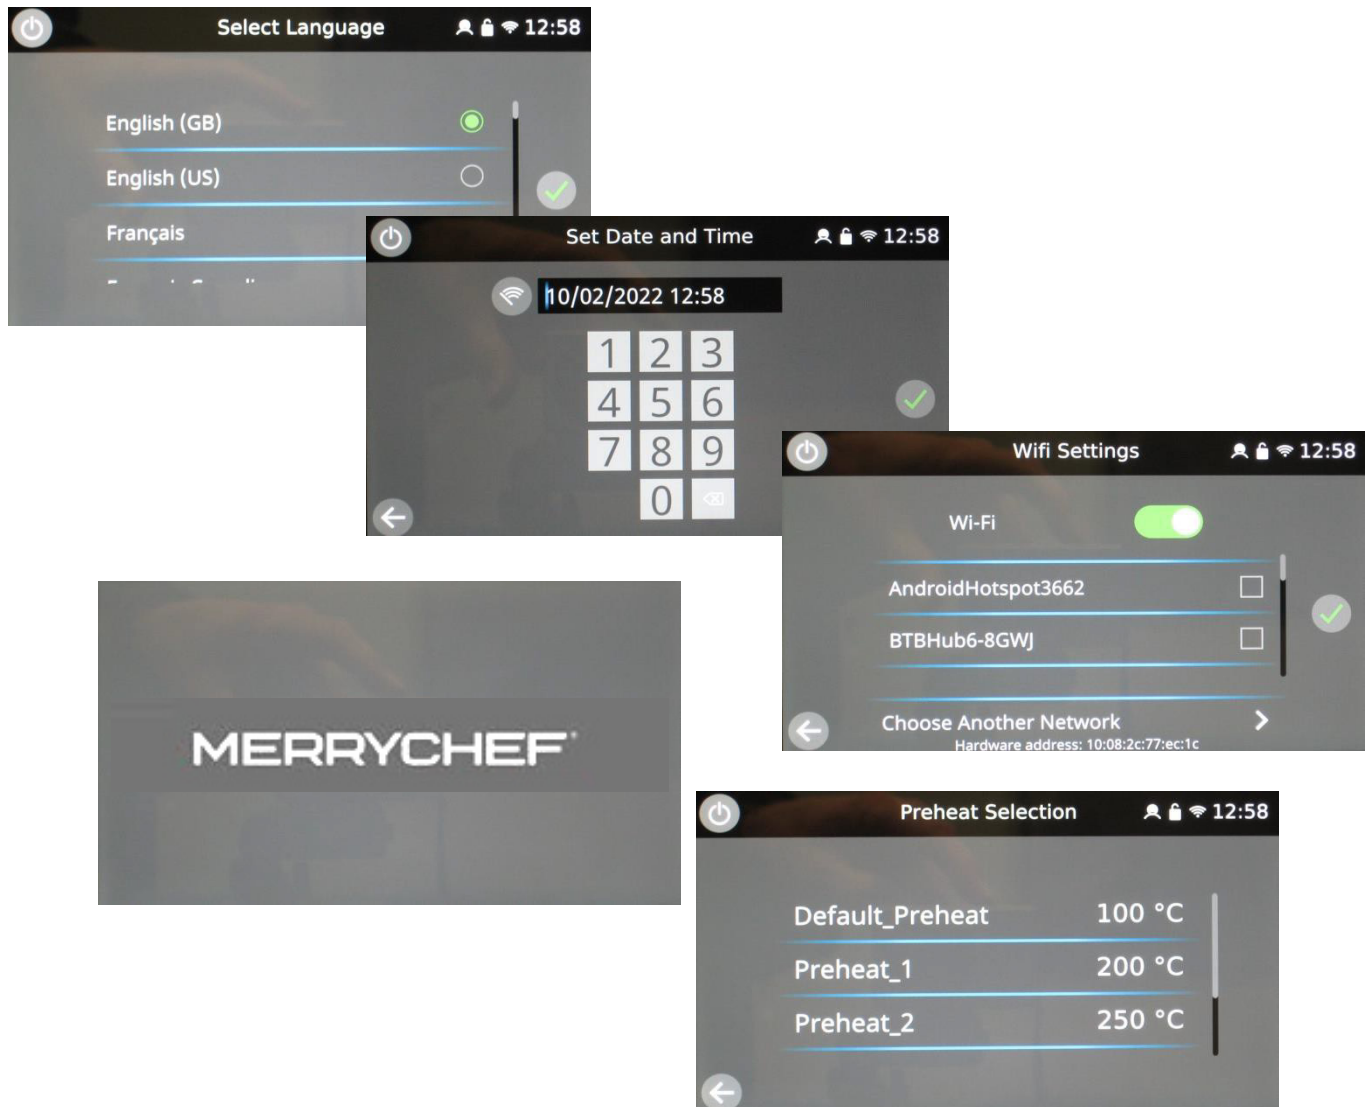 Select Language
12:58
English (GB)
English (US)
Français
Set Date and Time
12:58
10/02/2022 12:58
1 2 3
4 5 6
7 8 9
0
Wifi Settings
12:58
Wi-Fi
AndroidHotspot3662
BTBHub6-8GWJ
Choose Another Network
Hardware address: 10:08:2c:77:ec:1c
MERRYCHEF®
Preheat Selection
12:58
Default_Preheat 100 °C
Preheat_1 200 °C
Preheat_2 250 °C